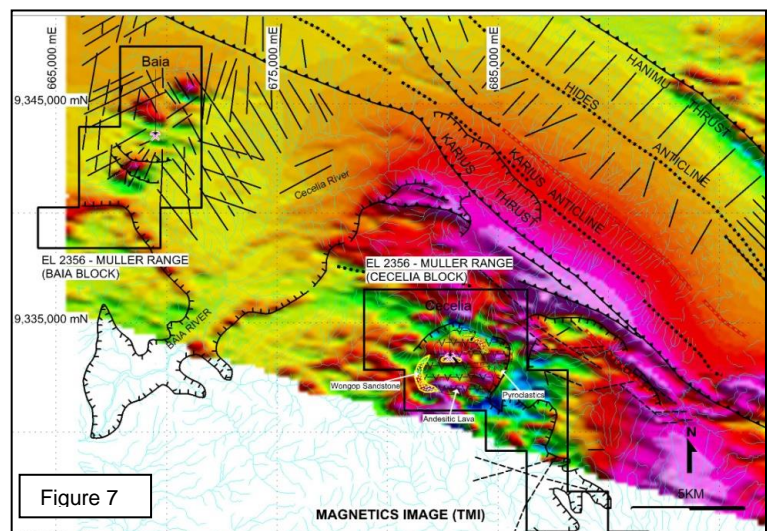 665,000 mE
Baia
675,000 mE
685,000 mE
HANIMU THRUST
HIDES ANTICLINE
9,345,000 mN
KARIUS ANTICLINE
KARIUS THRUST
Cecelia River
EL 2356 - MULLER RANGE
(BAIA BLOCK)
EL 2356 - MULLER RANGE
(CECELIA BLOCK)
Cecelia
9,335,000 mN
BAIA RIVER
Wongop Sandstone
Pyroclastics
Andesitic Lava
N
5KM
Figure 7
MAGNETICS IMAGE (TMI)